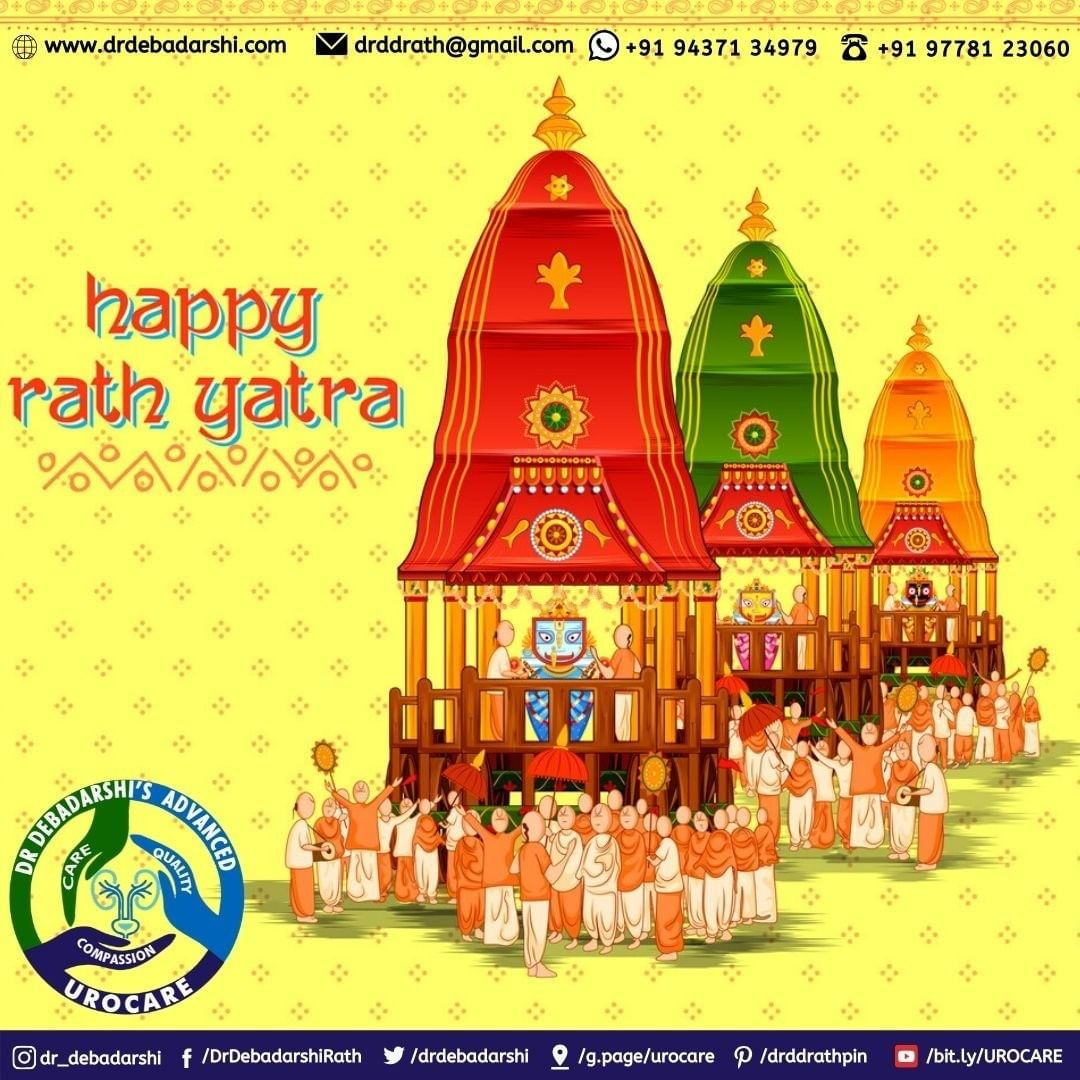 www.drdebadarshi.com drddrath@gmail.com +91 94371 34979 +91 97781 23060
happy
rath yatra
DR DEBADARSHI'S ADVANCED
CARE
QUALITY
COMPASSION
UROCARE
dr_debadarshi /DrDebadarshiRath /drdebadarshi /g.page/urocare /drddrathpin /bit.ly/UROCARE